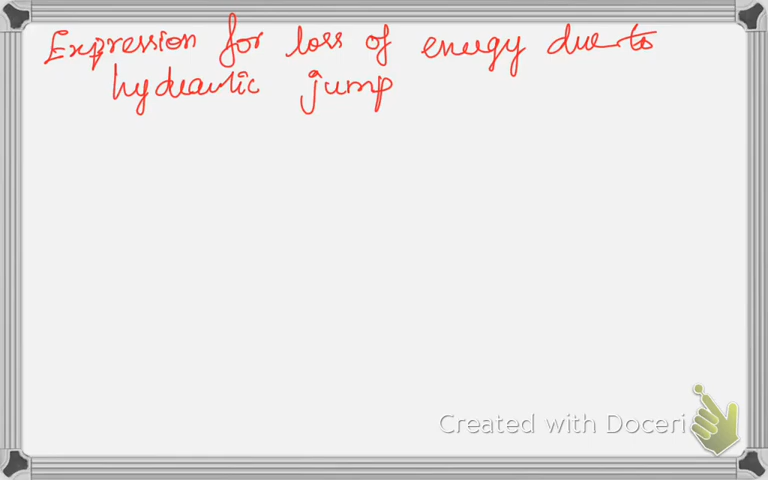 Expression for loss of energy due to
hydraulic jump
Created with Doceri